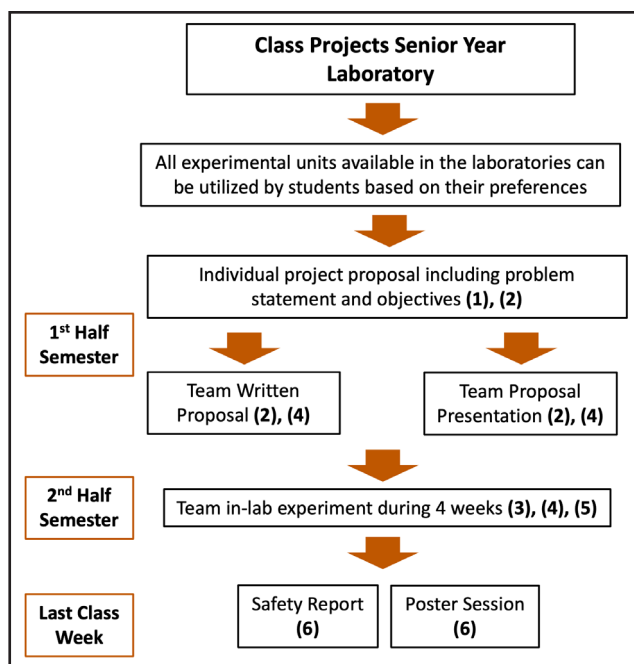 Class Projects Senior Year
Laboratory
All experimental units available in the laboratories can
be utilized by students based on their preferences
Individual project proposal including problem
statement and objectives (1), (2)
1st Half
Semester
Team Written
Proposal (2), (4)
Team Proposal
Presentation (2), (4)
2nd Half
Semester
Team in-lab experiment during 4 weeks (3), (4), (5)
Last Class
Week
Safety Report
(6)
Poster Session
(6)